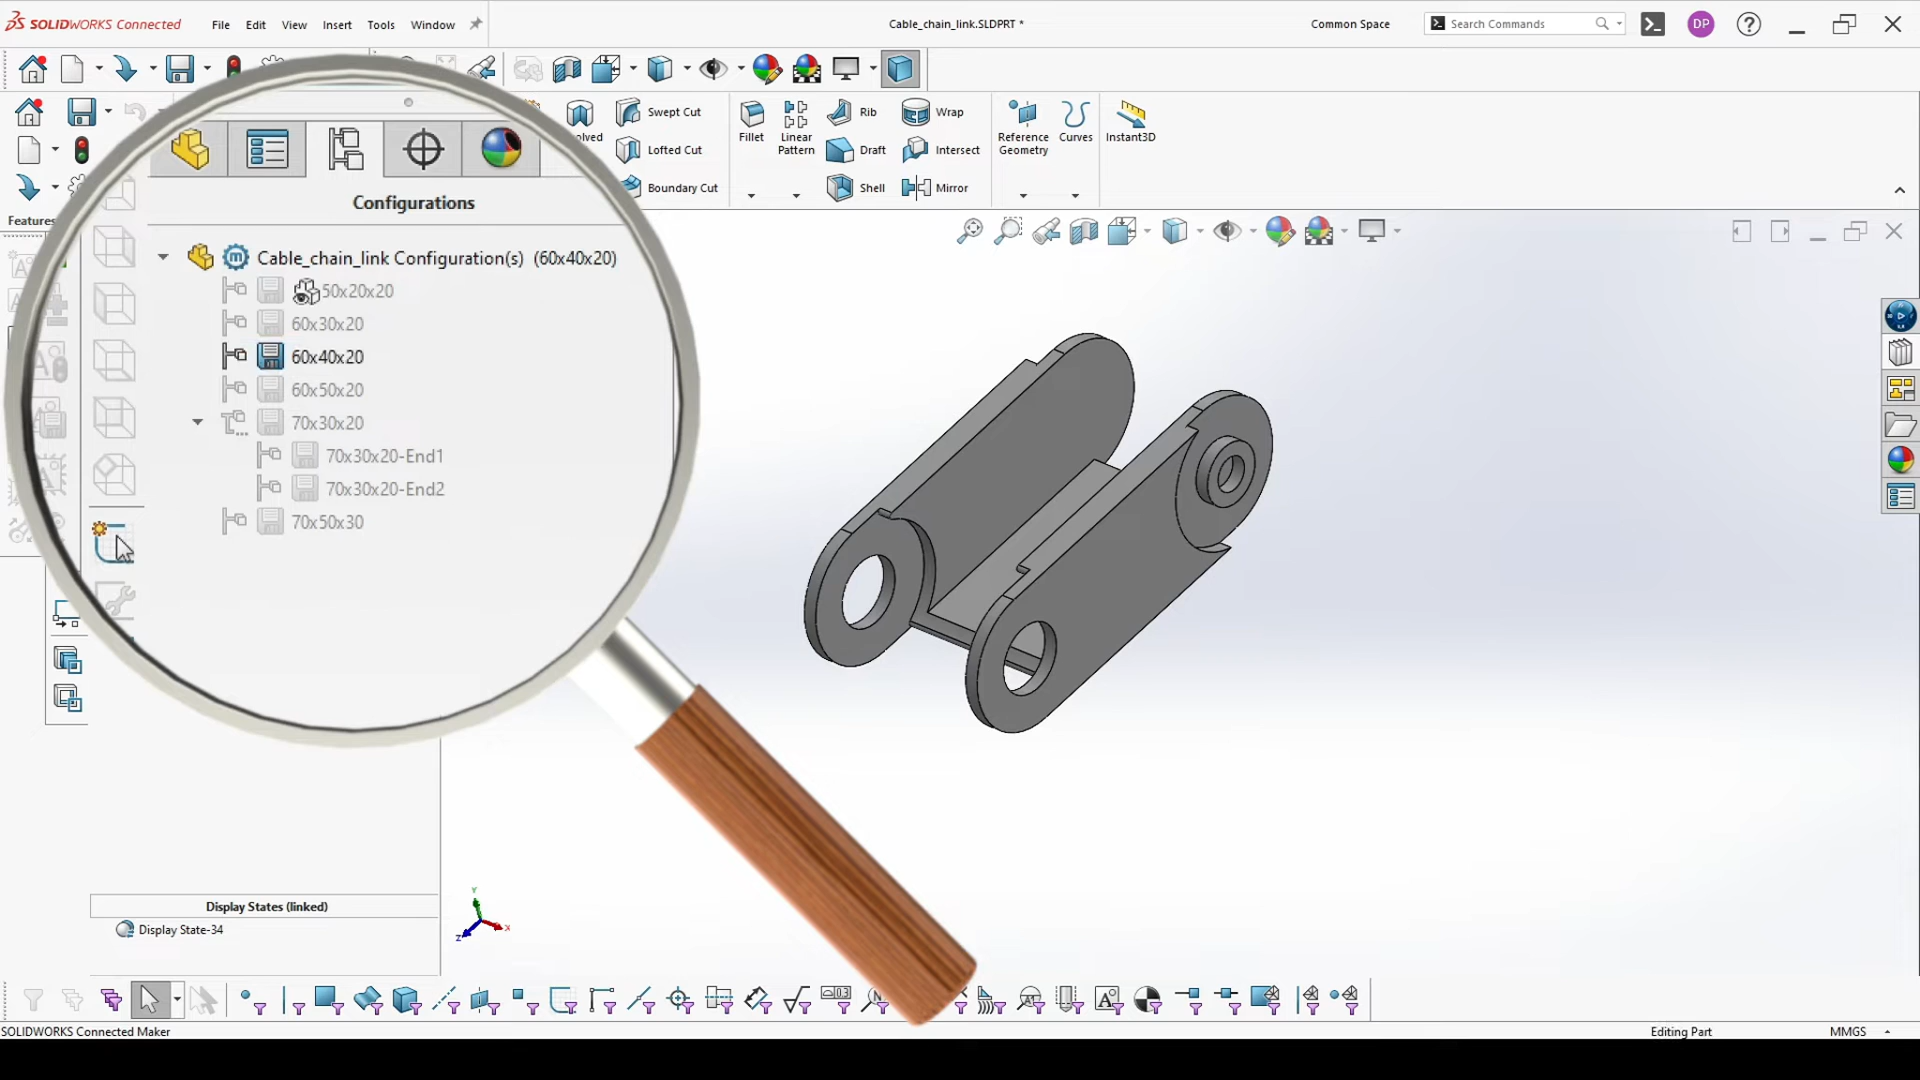 SOLIDWORKS Connected
File Edit View Insert Tools Window
Cable_chain_link.SLDPRT *
Common Space
Search Commands
DP
Swept Cut
Lofted Cut
Boundary Cut
Fillet
Linear Pattern
Rib
Draft
Shell
Wrap
Intersect
Mirror
Reference Geometry
Curves
Instant3D
Features
Configurations
Cable_chain_link Configuration(s) (60x40x20)
50x20x20
60x30x20
60x40x20
60x50x20
70x30x20
70x30x20-End1
70x30x20-End2
70x50x30
Display States (linked)
Display State-34
Y
X
Z
SOLIDWORKS Connected Maker
Editing Part
MMGS